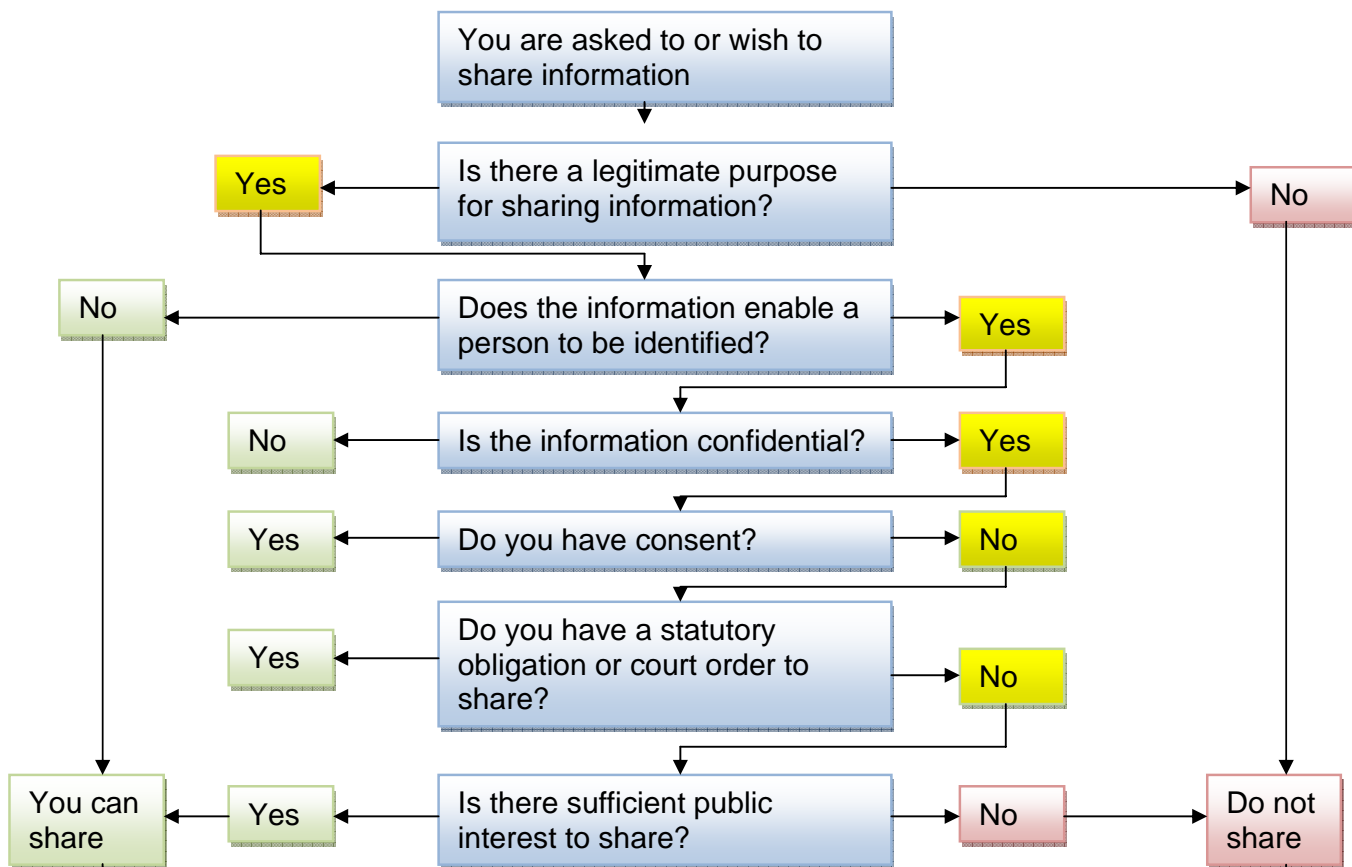 You are asked to or wish to
share information
Yes
Is there a legitimate purpose
for sharing information?
No
No
Does the information enable a
person to be identified?
Yes
No
Is the information confidential?
Yes
Yes
Do you have consent?
No
Yes
Do you have a statutory
obligation or court order to
share?
No
You can
share
Yes
Is there sufficient public
interest to share?
No
Do not
share